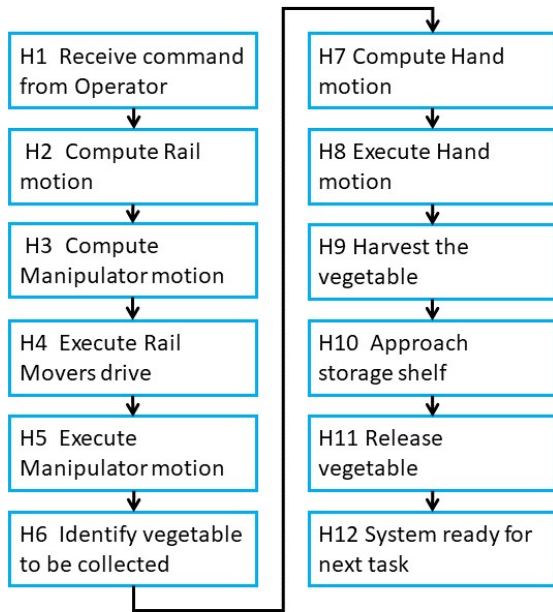 H1 Receive command
from Operator
H2 Compute Rail
motion
H3 Compute
Manipulator motion
H4 Execute Rail
Movers drive
H5 Execute
Manipulator motion
H6 Identify vegetable
to be collected
H7 Compute Hand
motion
H8 Execute Hand
motion
H9 Harvest the
vegetable
H10 Approach
storage shelf
H11 Release
vegetable
H12 System ready for
next task